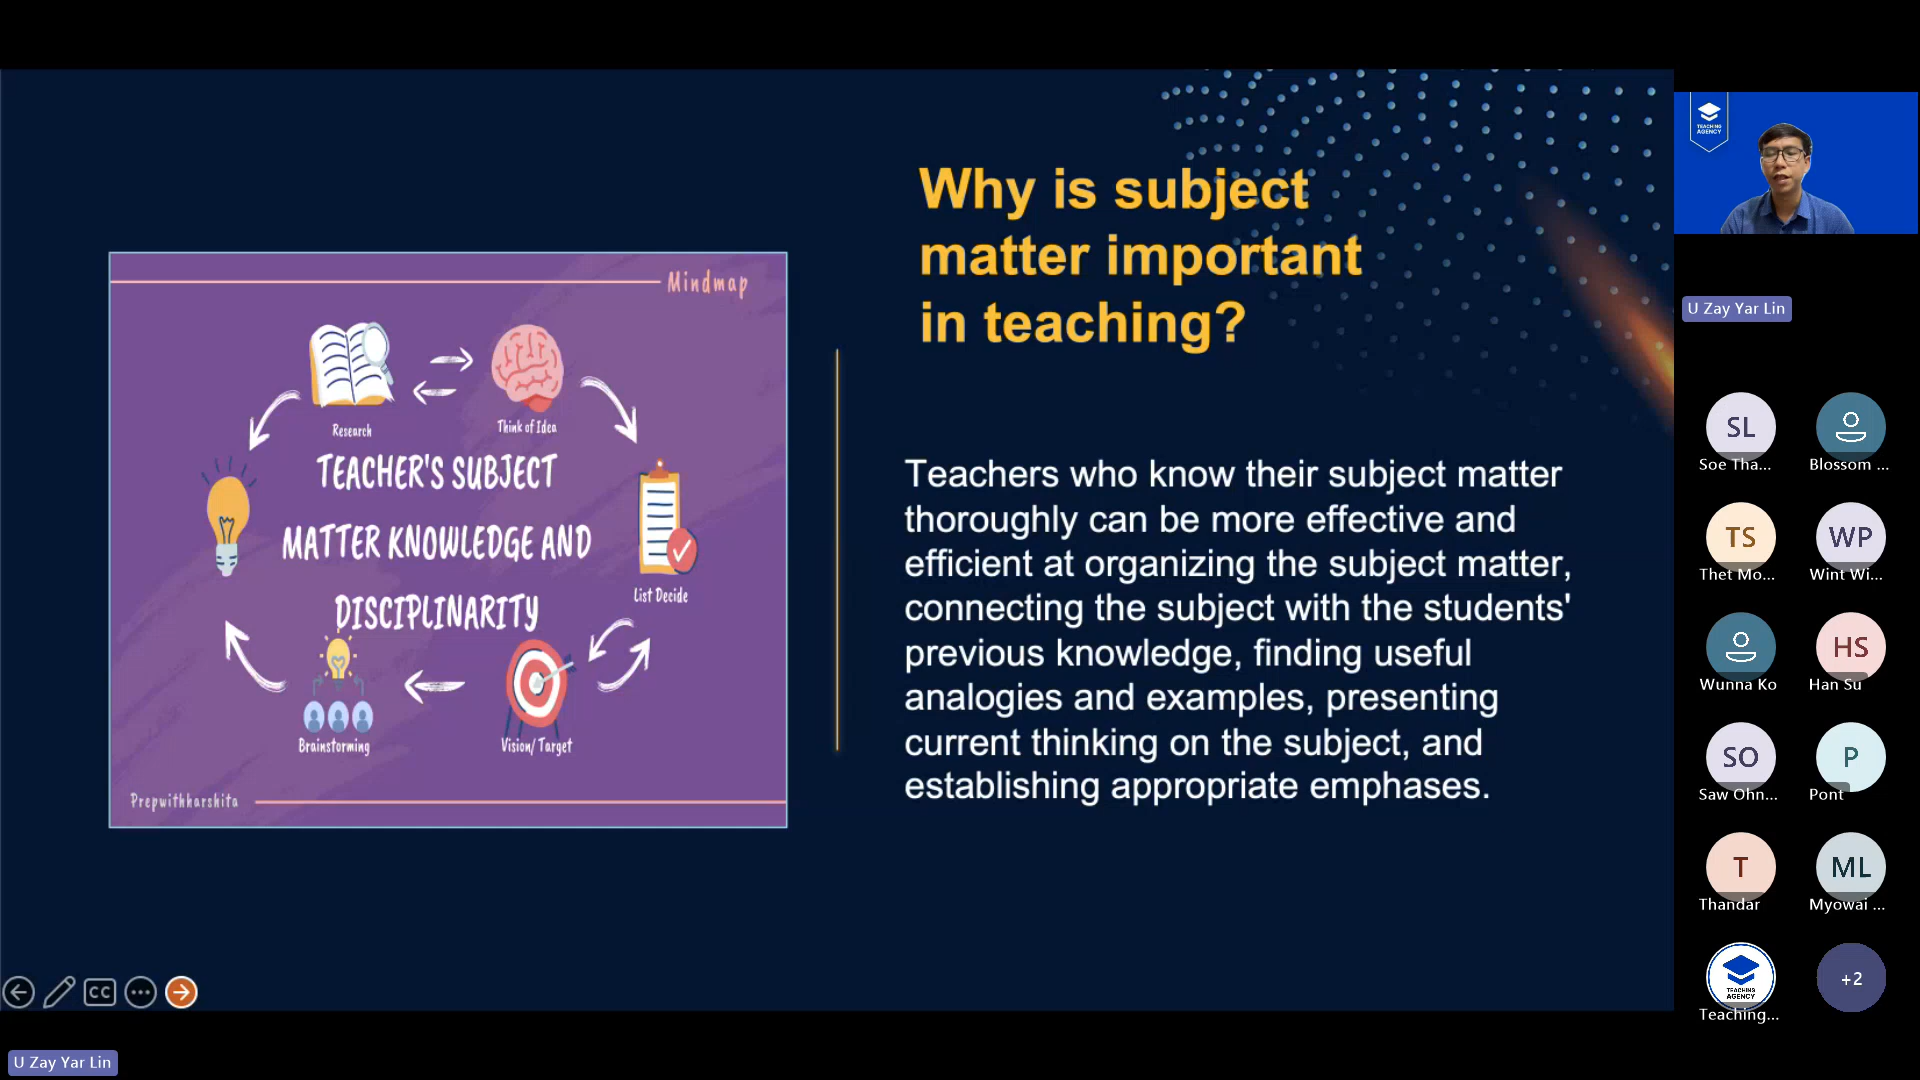 Why is subject
matter important
in teaching?
Teachers who know their subject matter
thoroughly can be more effective and
efficient at organizing the subject matter,
connecting the subject with the students'
previous knowledge, finding useful
analogies and examples, presenting
current thinking on the subject, and
establishing appropriate emphases.
Mindmap
Research
Think of Idea
TEACHER'S SUBJECT
MATTER KNOWLEDGE AND
DISCIPLINARITY
List Decide
Brainstorming
Vision/ Target
Prepwithharshita
CC
U Zay Yar Lin
TEACHING
AGENCY
U Zay Yar Lin
SL
Soe Tha...
Blossom ...
TS
Thet Mo...
WP
Wint Wi...
Wunna Ko
HS
Han Su
SO
Saw Ohn...
P
Pont
T
Thandar
ML
Myowai ...
TEACHING
AGENCY
Teaching...
+2